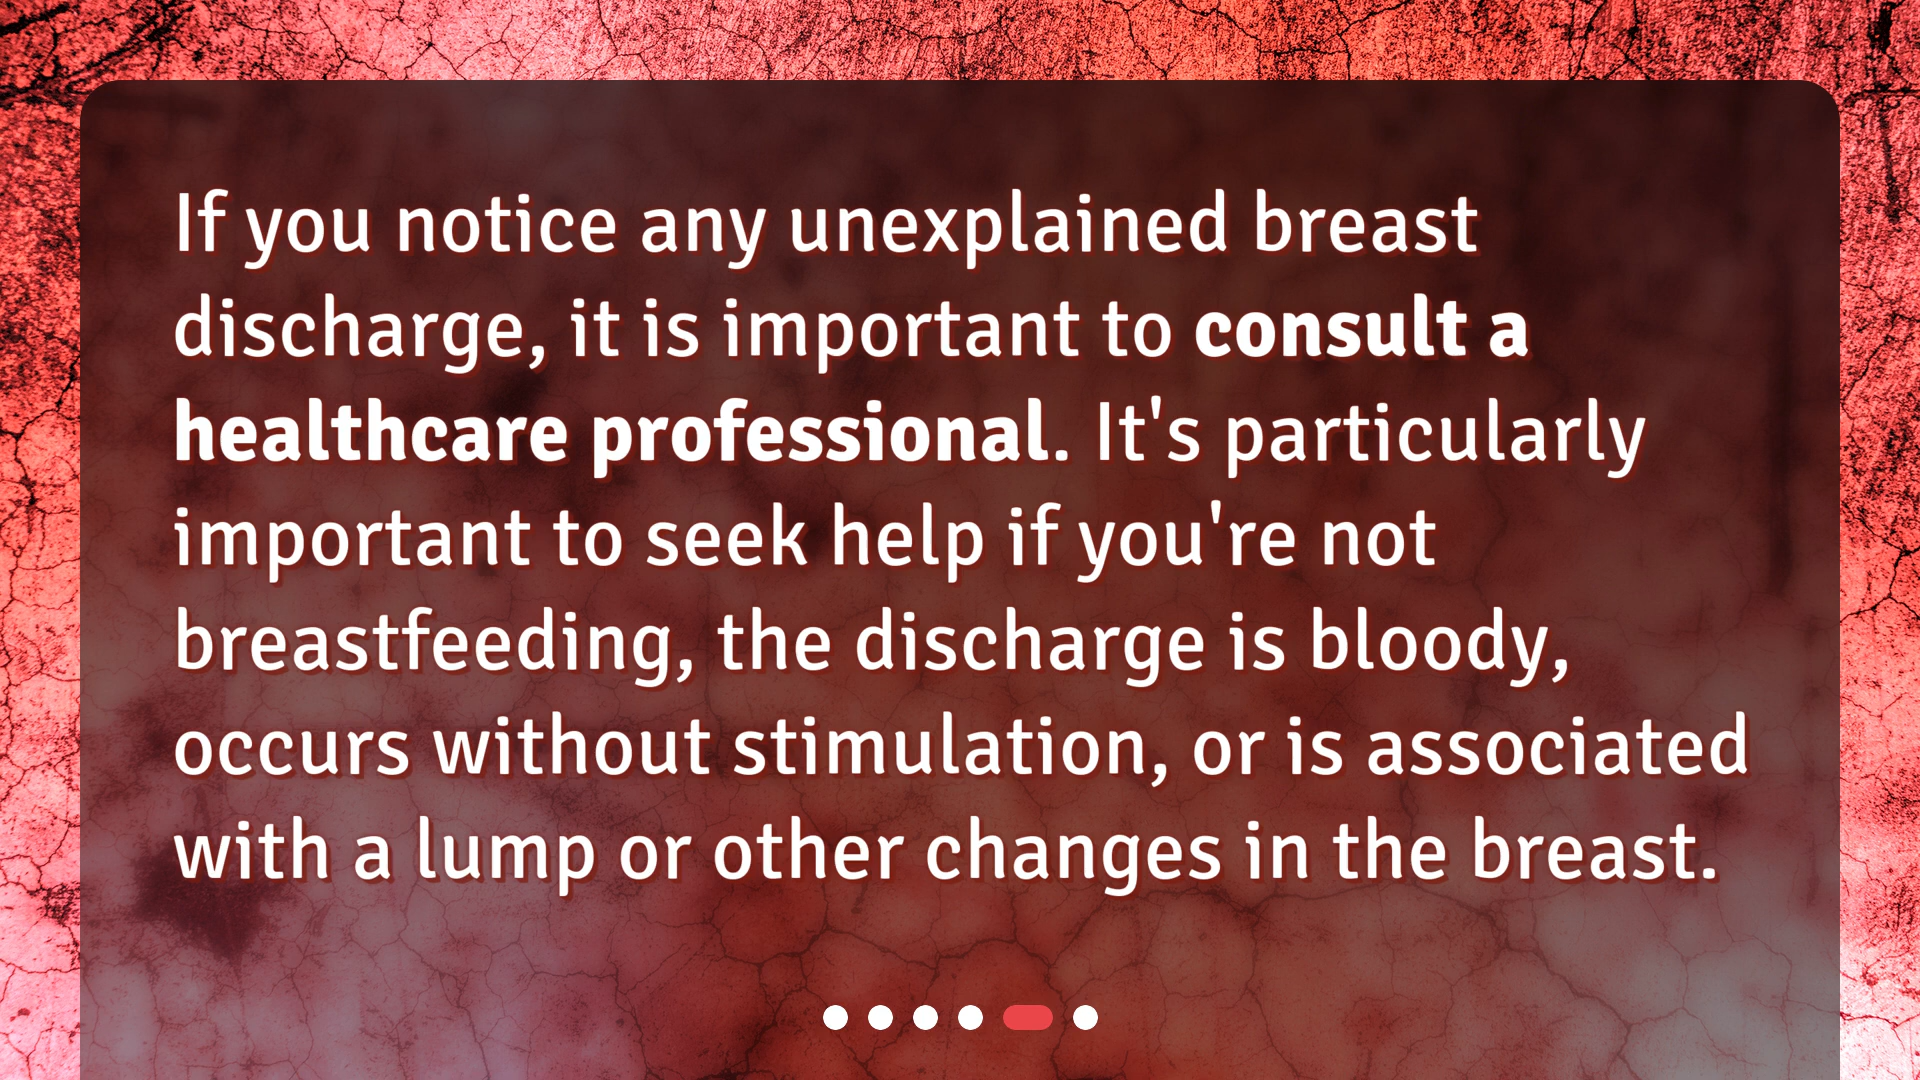 If you notice any unexplained breast
discharge, it is important to consult a
healthcare professional. It's particularly
important to seek help if you're not
breastfeeding, the discharge is bloody,
occurs without stimulation, or is associated
with a lump or other changes in the breast.